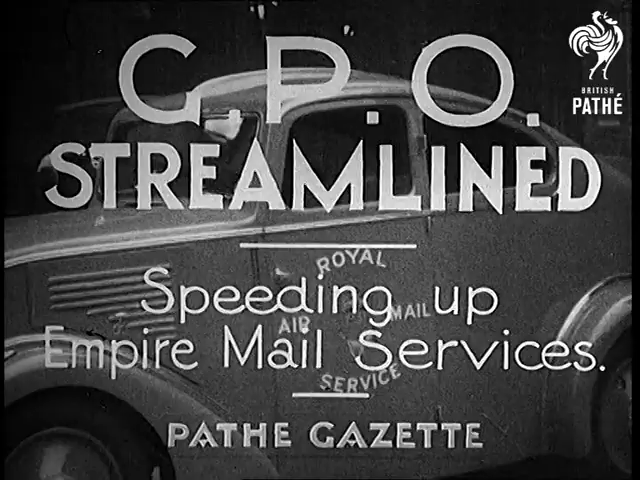 G.P.O.
BRITISH
PATHÉ
STREAMLINED
ROYAL
Speeding up
AIR MAIL
Empire Mail Services.
SERVICE
PATHE GAZETTE